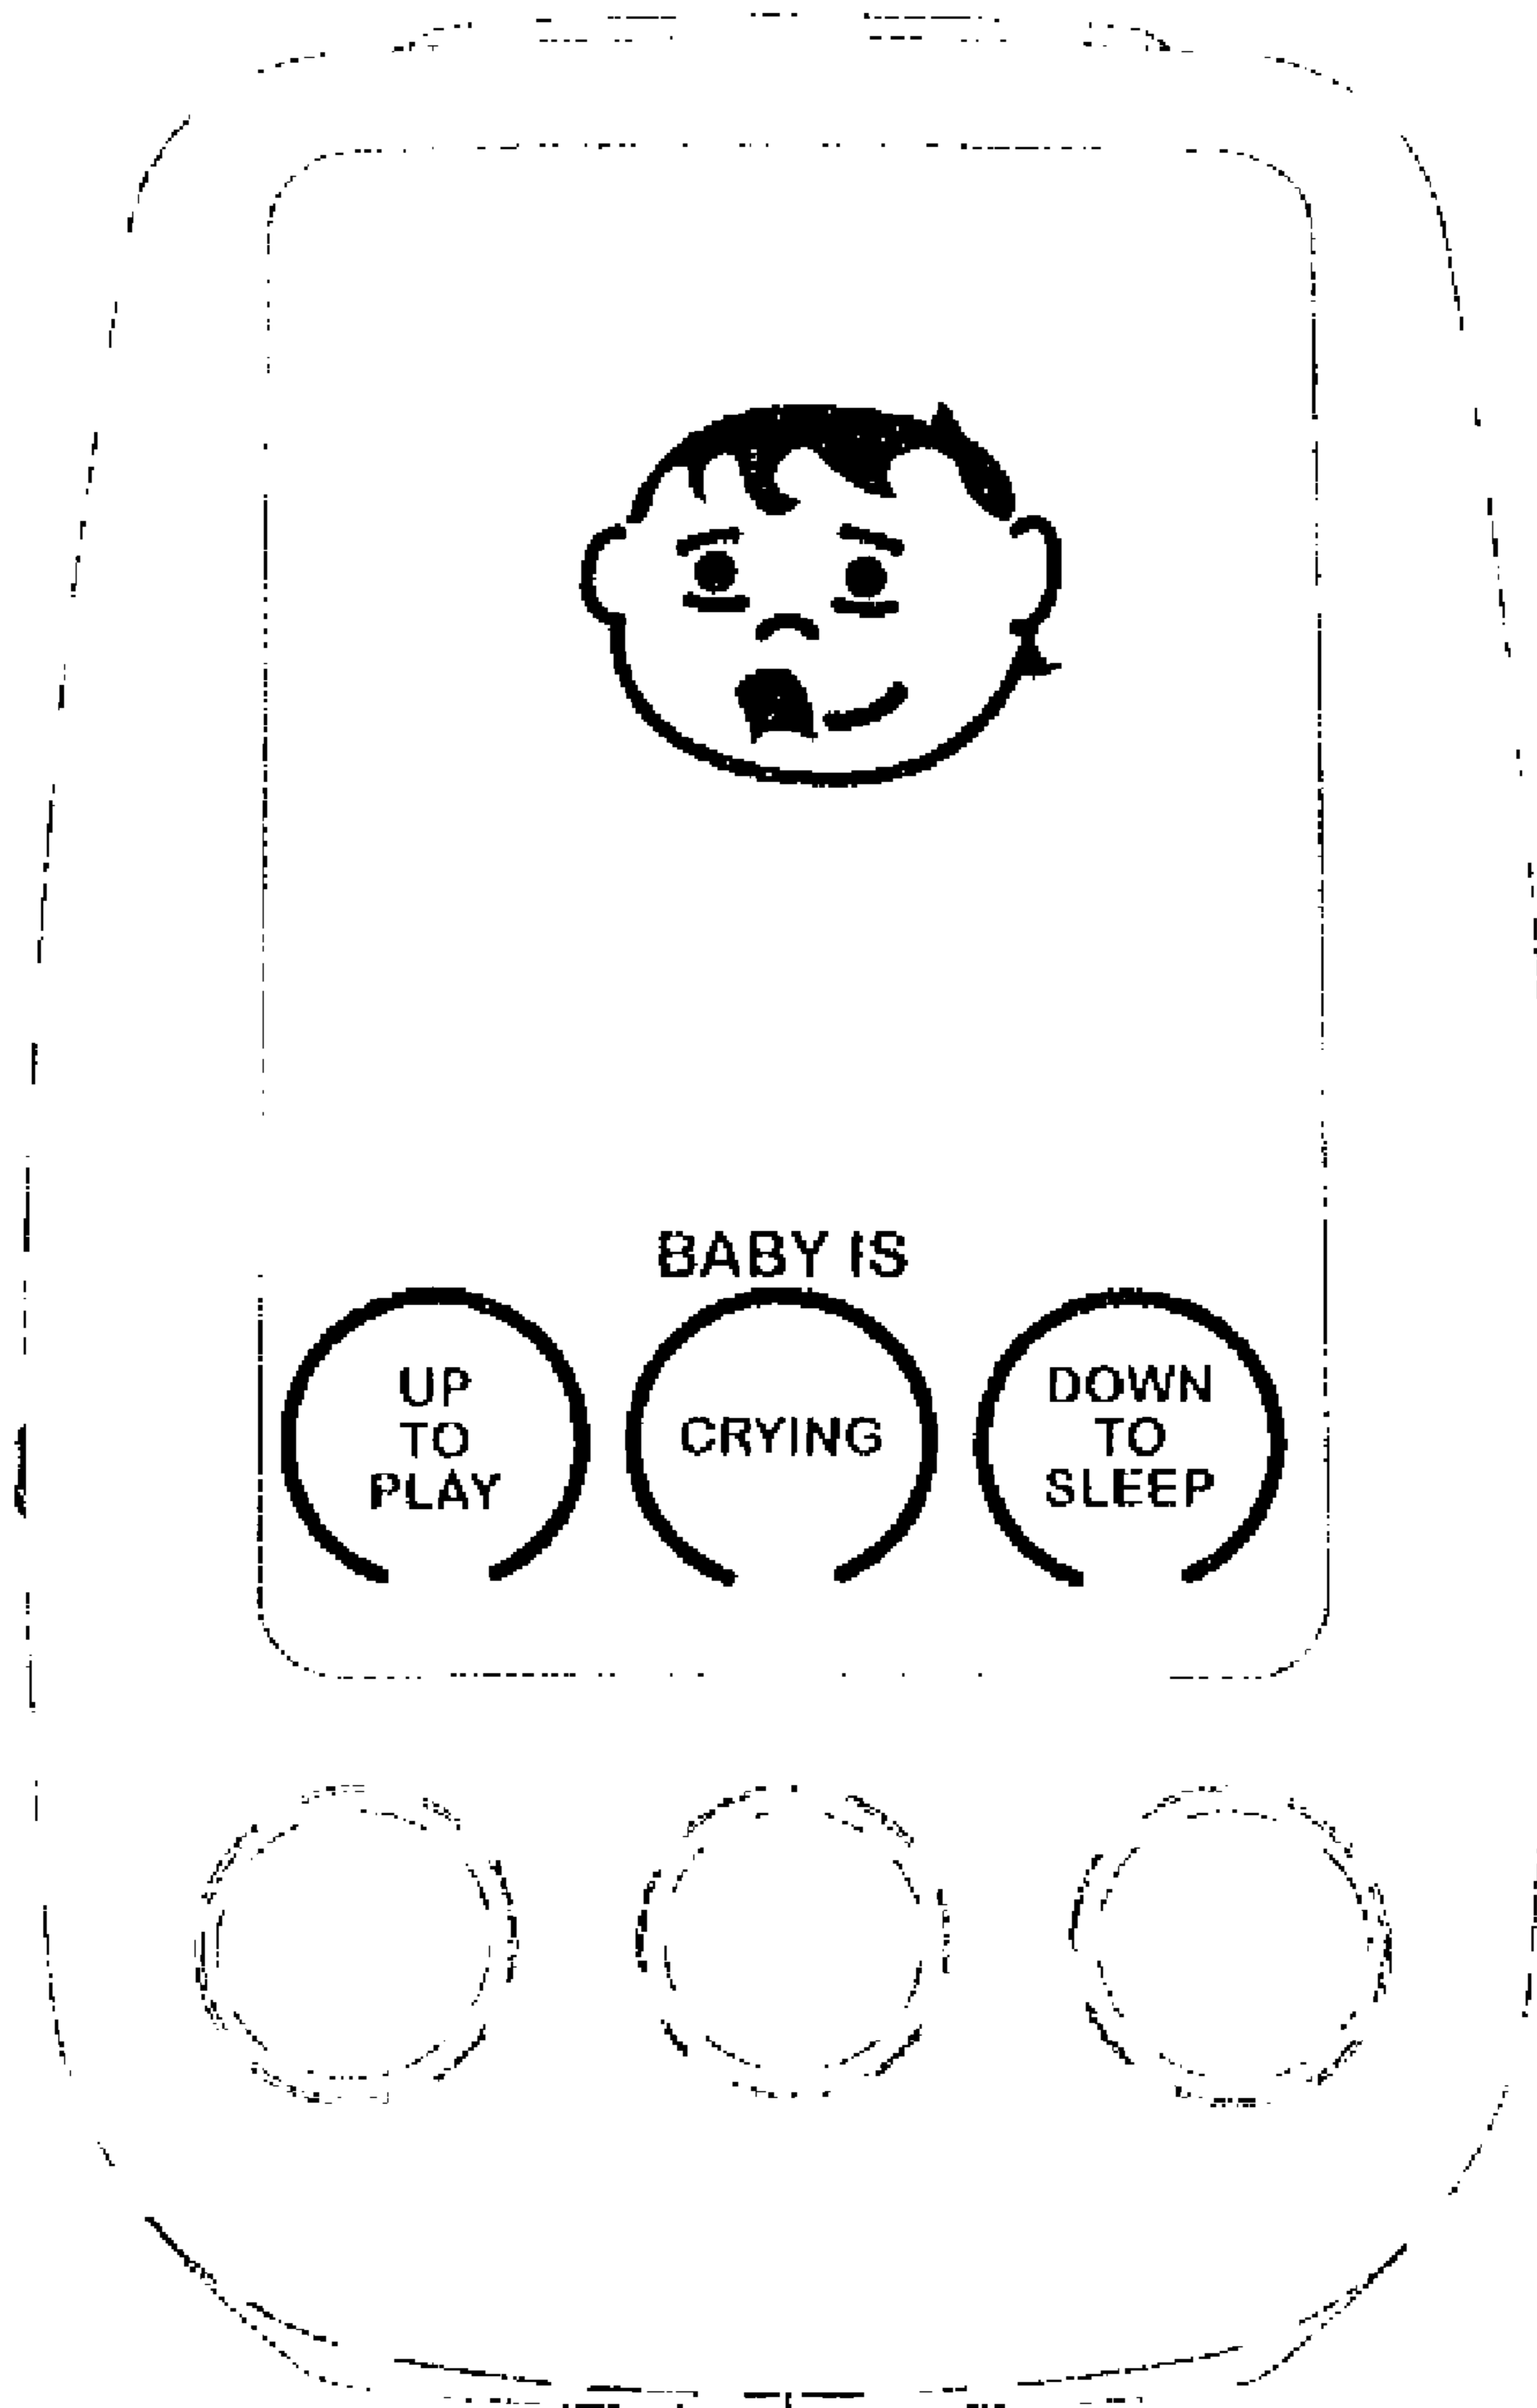 BABY IS
UP
TO
PLAY
CRYING
DOWN
TO
SLEEP